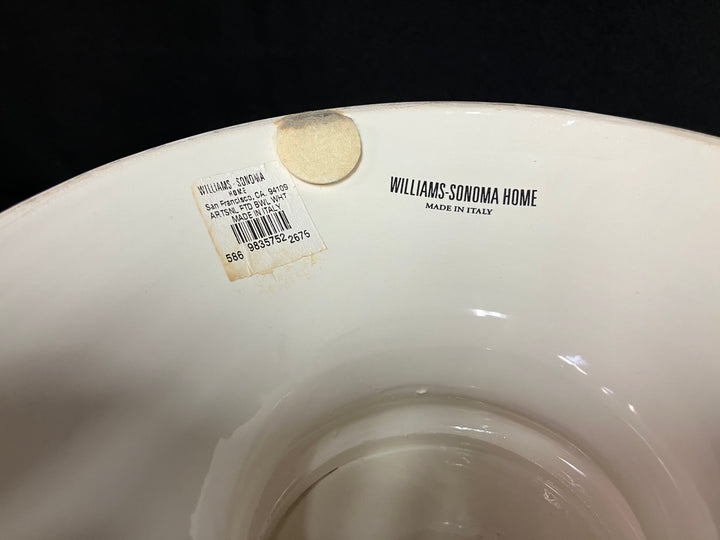 WILLIAMS-SONOMA
HOME
San Francisco, CA. 94109
ARTSNL FTD BWL WHT
MADE IN ITALY
586 9835752 2676
WILLIAMS-SONOMA HOME
MADE IN ITALY